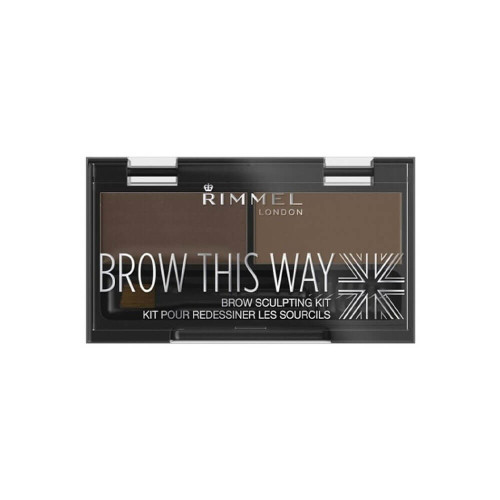 RIMMEL
LONDON
BROW THIS WAY
BROW SCULPTING KIT
KIT POUR REDESSINER LES SOURCILS